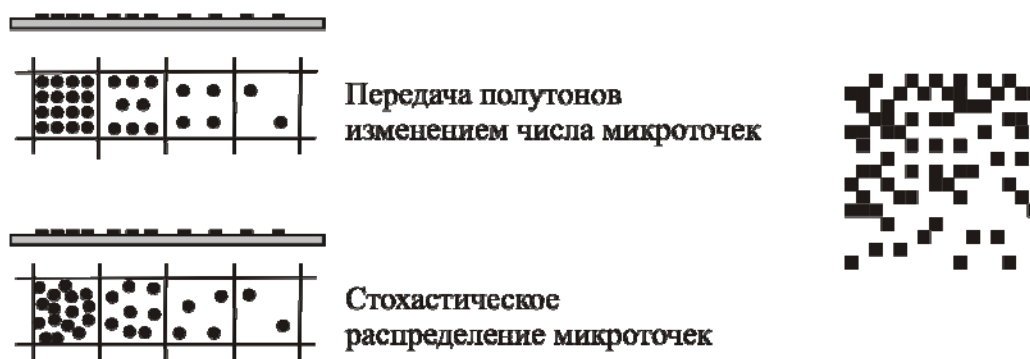 Передача полутонов
изменением числа микроточек
Стохастическое
распределение микроточек